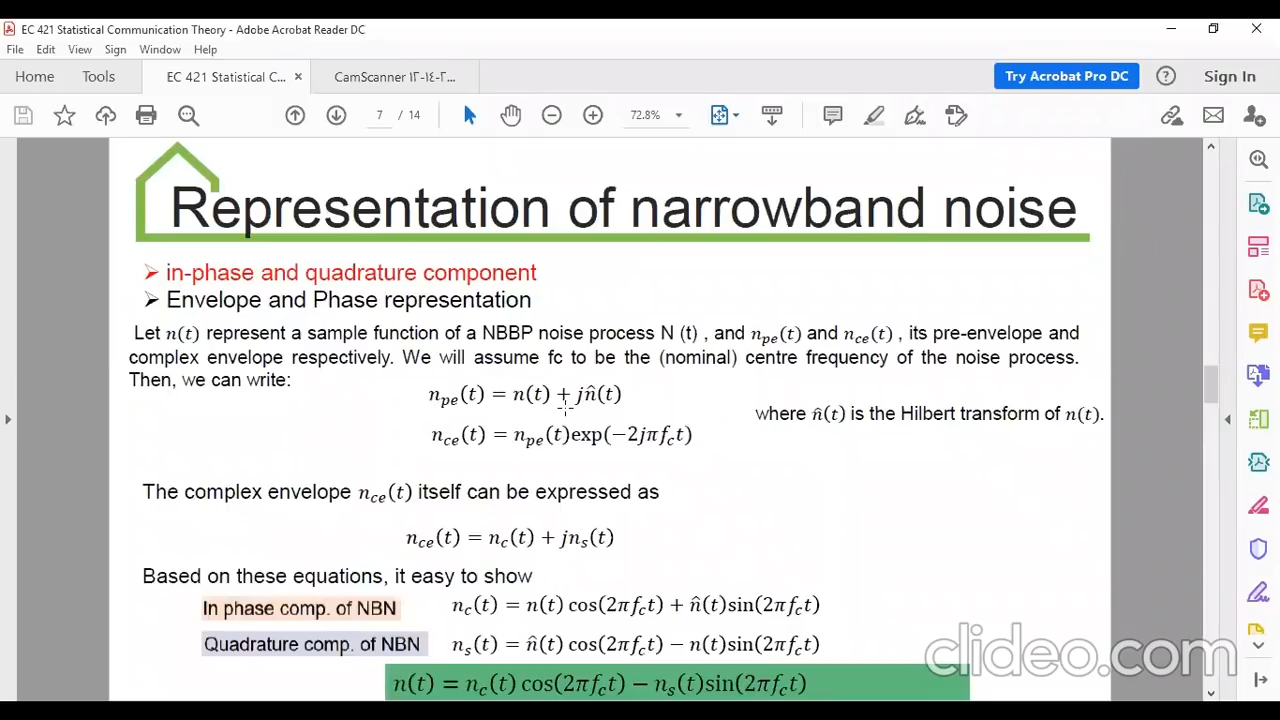 EC 421 Statistical Communication Theory - Adobe Acrobat Reader DC
File Edit View Sign Window Help
Home Tools EC 421 Statistical C... × CamScanner ١٢-٠١٤-٢... Try Acrobat Pro DC Sign In
7 / 14 72.8%
Representation of narrowband noise
➢ in-phase and quadrature component
➢ Envelope and Phase representation
Let n(t) represent a sample function of a NBBP noise process N (t) , and n_pe(t) and n_ce(t) , its pre-envelope and
complex envelope respectively. We will assume fc to be the (nominal) centre frequency of the noise process.
Then, we can write:
n_pe(t) = n(t) + jn̂(t)
where n̂(t) is the Hilbert transform of n(t).
n_ce(t) = n_pe(t)exp(−2jπf_ct)
The complex envelope n_ce(t) itself can be expressed as
n_ce(t) = n_c(t) + jn_s(t)
Based on these equations, it easy to show
In phase comp. of NBN n_c(t) = n(t) cos(2πf_ct) + n̂(t)sin(2πf_ct)
Quadrature comp. of NBN n_s(t) = n̂(t) cos(2πf_ct) − n(t)sin(2πf_ct)
n(t) = n_c(t) cos(2πf_ct) − n_s(t)sin(2πf_ct)
clideo.com